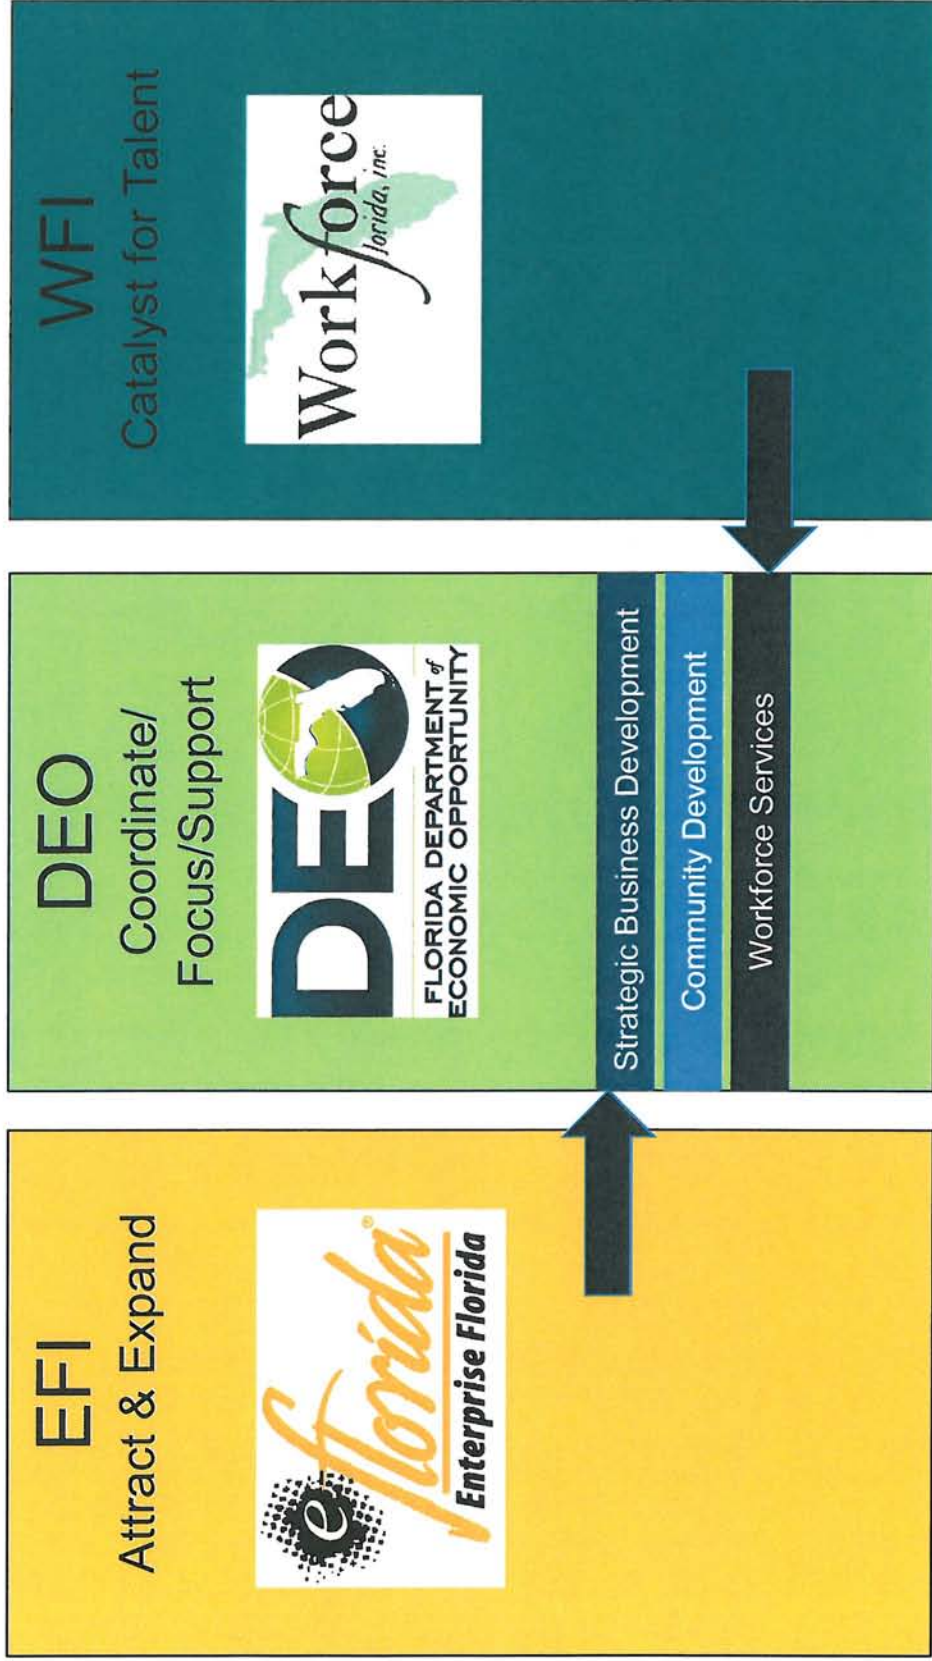 EFI
Attract & Expand
e florida®
Enterprise Florida
DEO
Coordinate/
Focus/Support
DEO
FLORIDA DEPARTMENT of
ECONOMIC OPPORTUNITY
Strategic Business Development
Community Development
Workforce Services
WFI
Catalyst for Talent
Workforce
florida, inc.